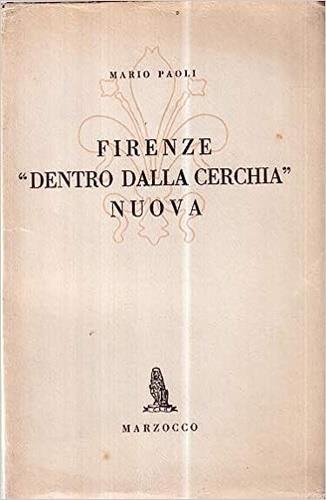 MARIO PAOLI
FIRENZE
“DENTRO DALLA CERCHIA”
NUOVA
MARZOCCO